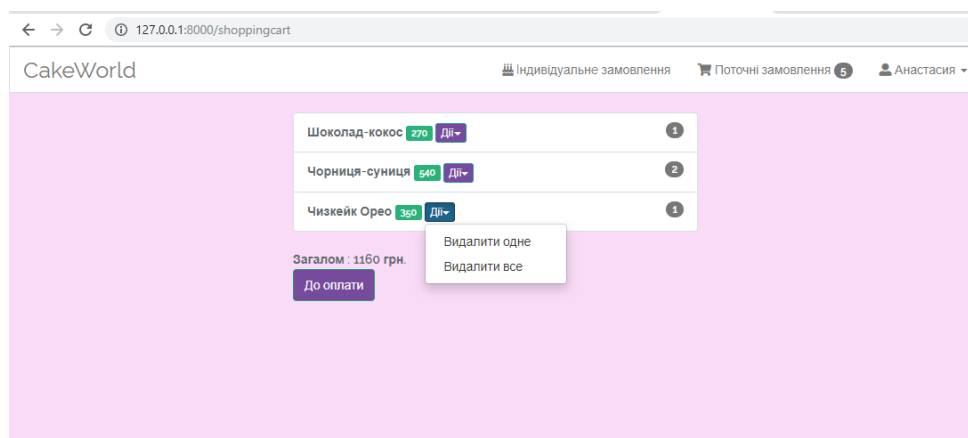 127.0.0.1:8000/shoppingcart
CakeWorld Індивідуальне замовлення Поточні замовлення 5 Анастасия
Шоколад-кокос 270 Дії 1
Чорниця-суниця 540 Дії 2
Чизкейк Орео 350 Дії 1
Видалити одне
Загалом : 1160 грн.
Видалити все
До оплати